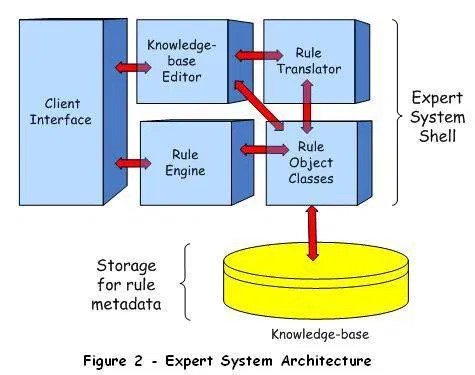 Client
Interface
Knowledge-
base
Editor
Rule
Translator
Rule
Engine
Rule
Object
Classes
Expert
System
Shell
Storage
for rule
metadata
Knowledge-base
Figure 2 - Expert System Architecture